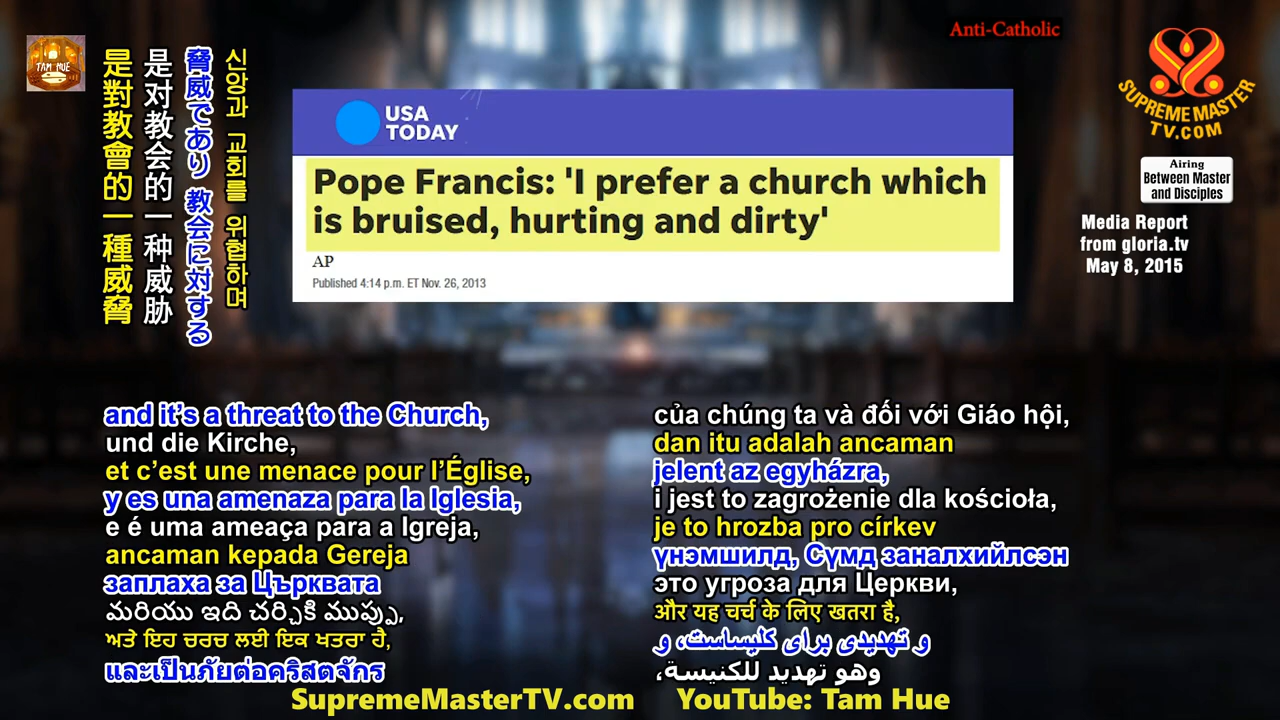 Anti-Catholic
TAM HUE
SUPREME MASTER
TV.COM
Airing
Between Master
and Disciples
Media Report
from gloria.tv
May 8, 2015
USA
TODAY
Pope Francis: 'I prefer a church which
is bruised, hurting and dirty'
AP
Published 4:14 p.m. ET Nov. 26, 2013
신앙과 교회를 위협하며
脅威であり 教会に対する
是对教会的一种威胁
是對教會的一種威脅
and it's a threat to the Church,
und die Kirche,
et c'est une menace pour l'Église,
y es una amenaza para la Iglesia,
e é uma ameaça para a Igreja,
ancaman kepada Gereja
заплаха за Църквата
మరియు ఇది చర్చికి ముప్పు,
ਅਤੇ ਇਹ ਚਰਚ ਲਈ ਇਕ ਖਤਰਾ ਹੈ,
และเป็นภัยต่อคริสตจักร
của chúng ta và đối với Giáo hội,
dan itu adalah ancaman
jelent az egyházra,
i jest to zagrożenie dla kościoła,
je to hrozba pro církev
үнэмшилд, Сүмд заналхийлсэн
это угроза для Церкви,
और यह चर्च के लिए खतरा है,
و تهدیدی برای کلیساست، و
وهو تهديد للكنيسة،
SupremeMasterTV.com
YouTube: Tam Hue